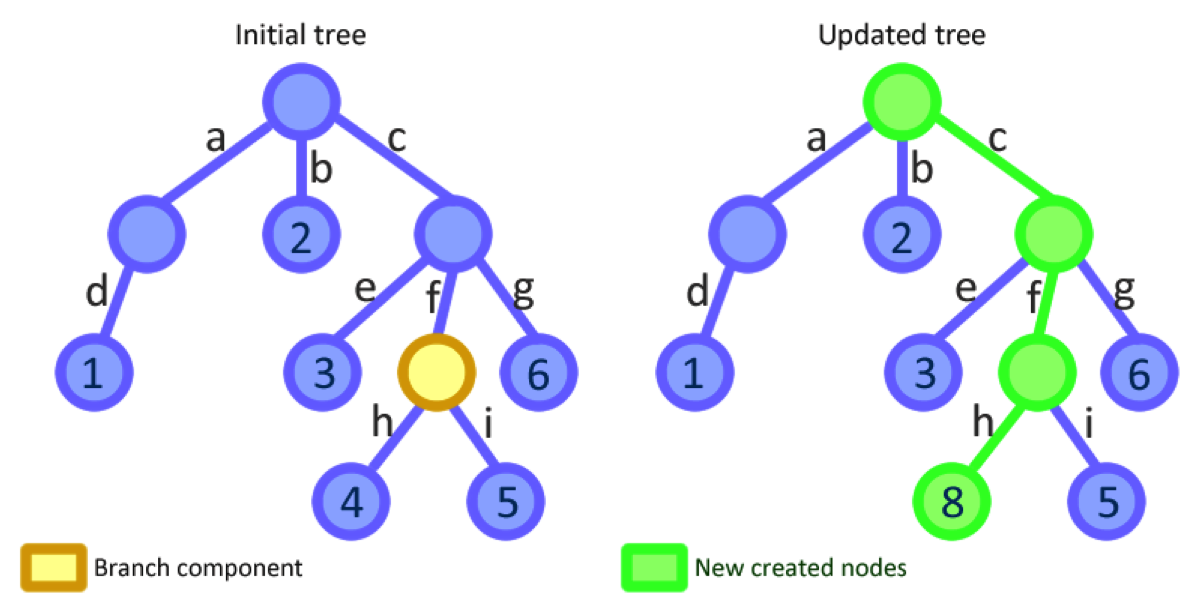 Initial tree
a
b
c
2
d
e
f
g
1
3
6
h
i
4
5
Branch component
Updated tree
a
b
c
2
d
e
f
g
1
3
6
h
i
8
5
New created nodes